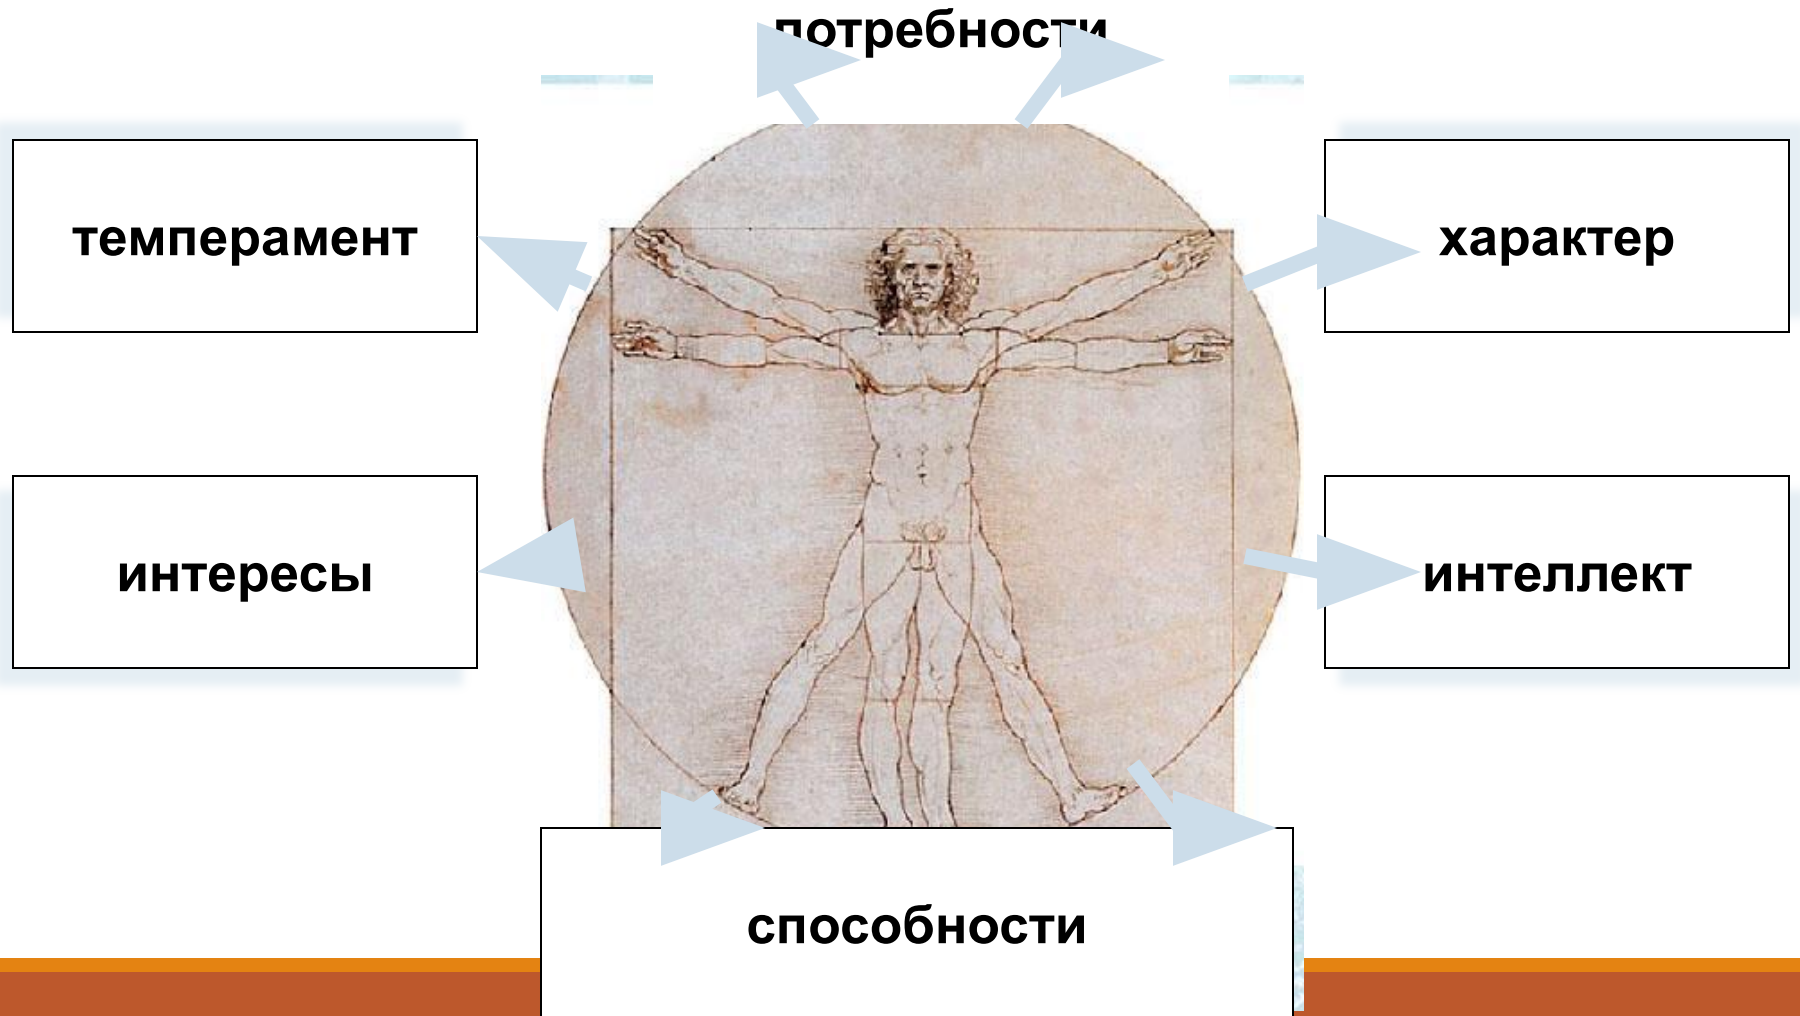 потребности
темперамент
характер
интересы
интеллект
способности